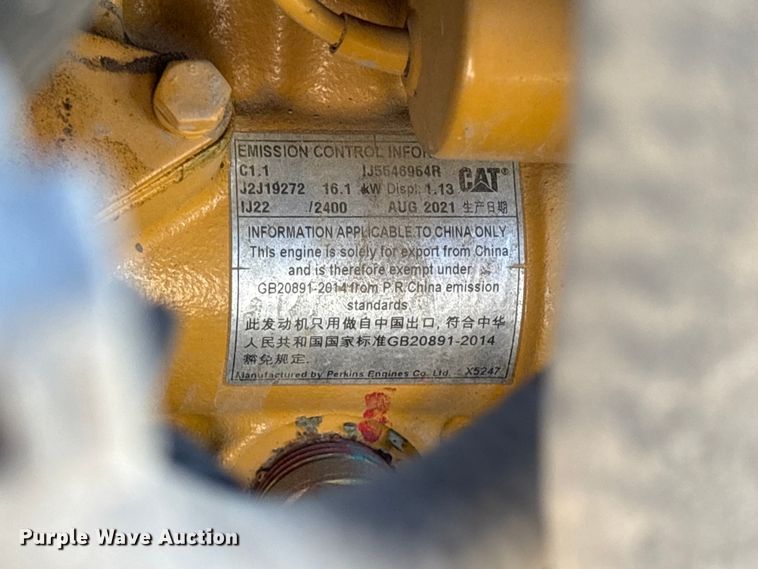 EMISSION CONTROL
C1.1 IJ5646964R CAT®
J2J19272 16.1 kW Displ: 1.13
IJ22 /2400 AUG 2021 生产日期
INFORMATION APPLICABLE TO CHINA ONLY
This engine is solely for export from China
and is therefore exempt under
GB20891-2014 from P.R.China emission
standards.
此发动机只用做自中国出口, 符合中华
人民共和国国家标准GB20891-2014
豁免规定.
Manufactured by Perkins Engines Co. Ltd. - X5247
Purple Wave Auction